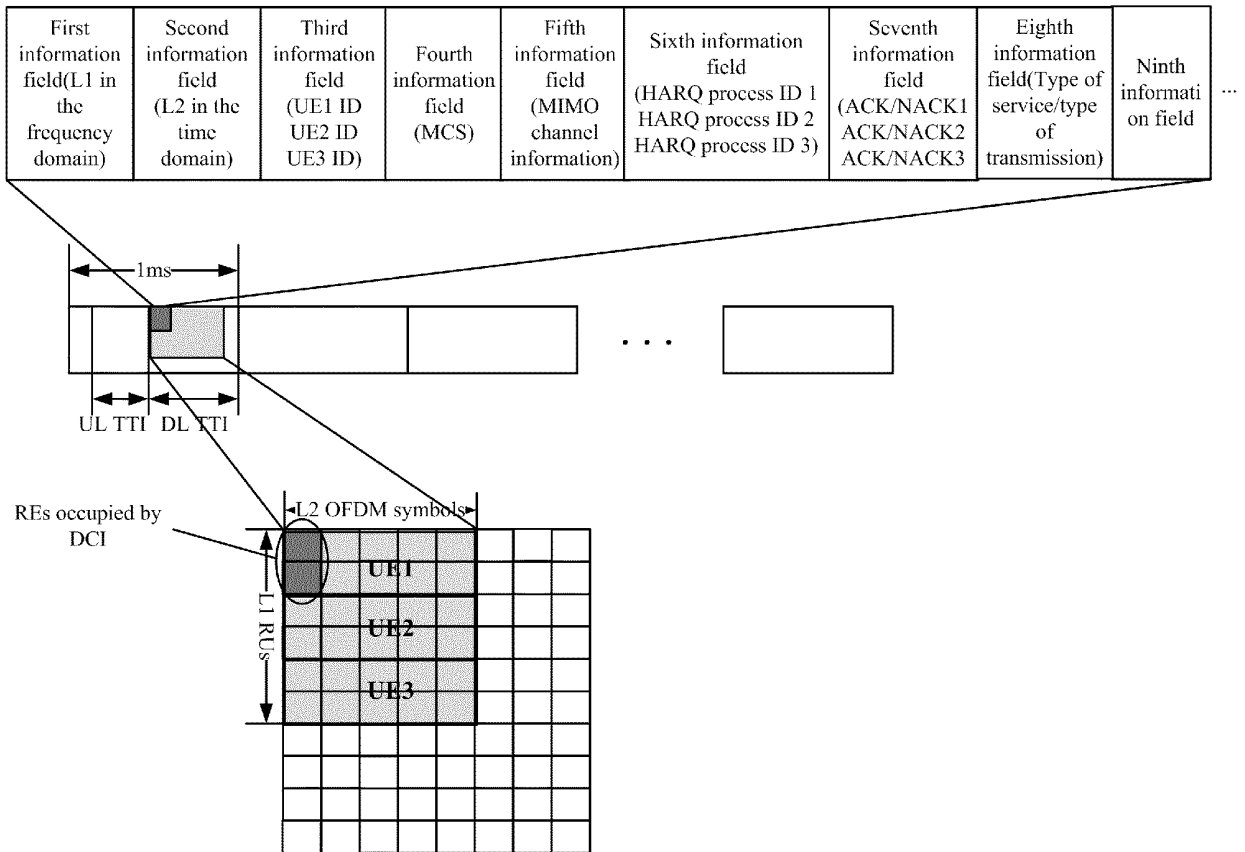 First
information
field(L1 in
the
frequency
domain)
Second
information
field
(L2 in the
time
domain)
Third
information
field
(UE1 ID
UE2 ID
UE3 ID)
Fourth
information
field
(MCS)
Fifth
information
field
(MIMO
channel
information)
Sixth information
field
(HARQ process ID 1
HARQ process ID 2
HARQ process ID 3)
Seventh
information
field
(ACK/NACK1
ACK/NACK2
ACK/NACK3
Eighth
information
field(Type of
service/type
of
transmission)
Ninth
informati
on field
...
1ms
. . .
UL TTI
DL TTI
L2 OFDM symbols
REs occupied by
DCI
L1 RUs
UE1
UE2
UE3